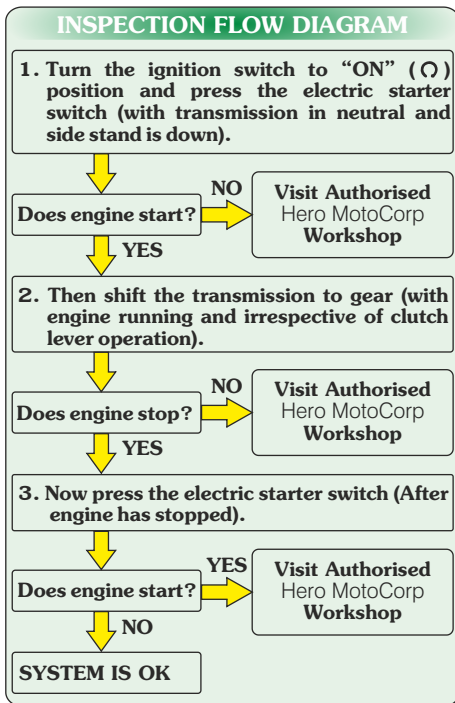 INSPECTION FLOW DIAGRAM
1. Turn the ignition switch to “ON” (Ω)
position and press the electric starter
switch (with transmission in neutral and
side stand is down).
NO
Does engine start?
Visit Authorised
Hero MotoCorp
Workshop
YES
2. Then shift the transmission to gear (with
engine running and irrespective of clutch
lever operation).
NO
Does engine stop?
Visit Authorised
Hero MotoCorp
Workshop
YES
3. Now press the electric starter switch (After
engine has stopped).
YES
Does engine start?
Visit Authorised
Hero MotoCorp
Workshop
NO
SYSTEM IS OK